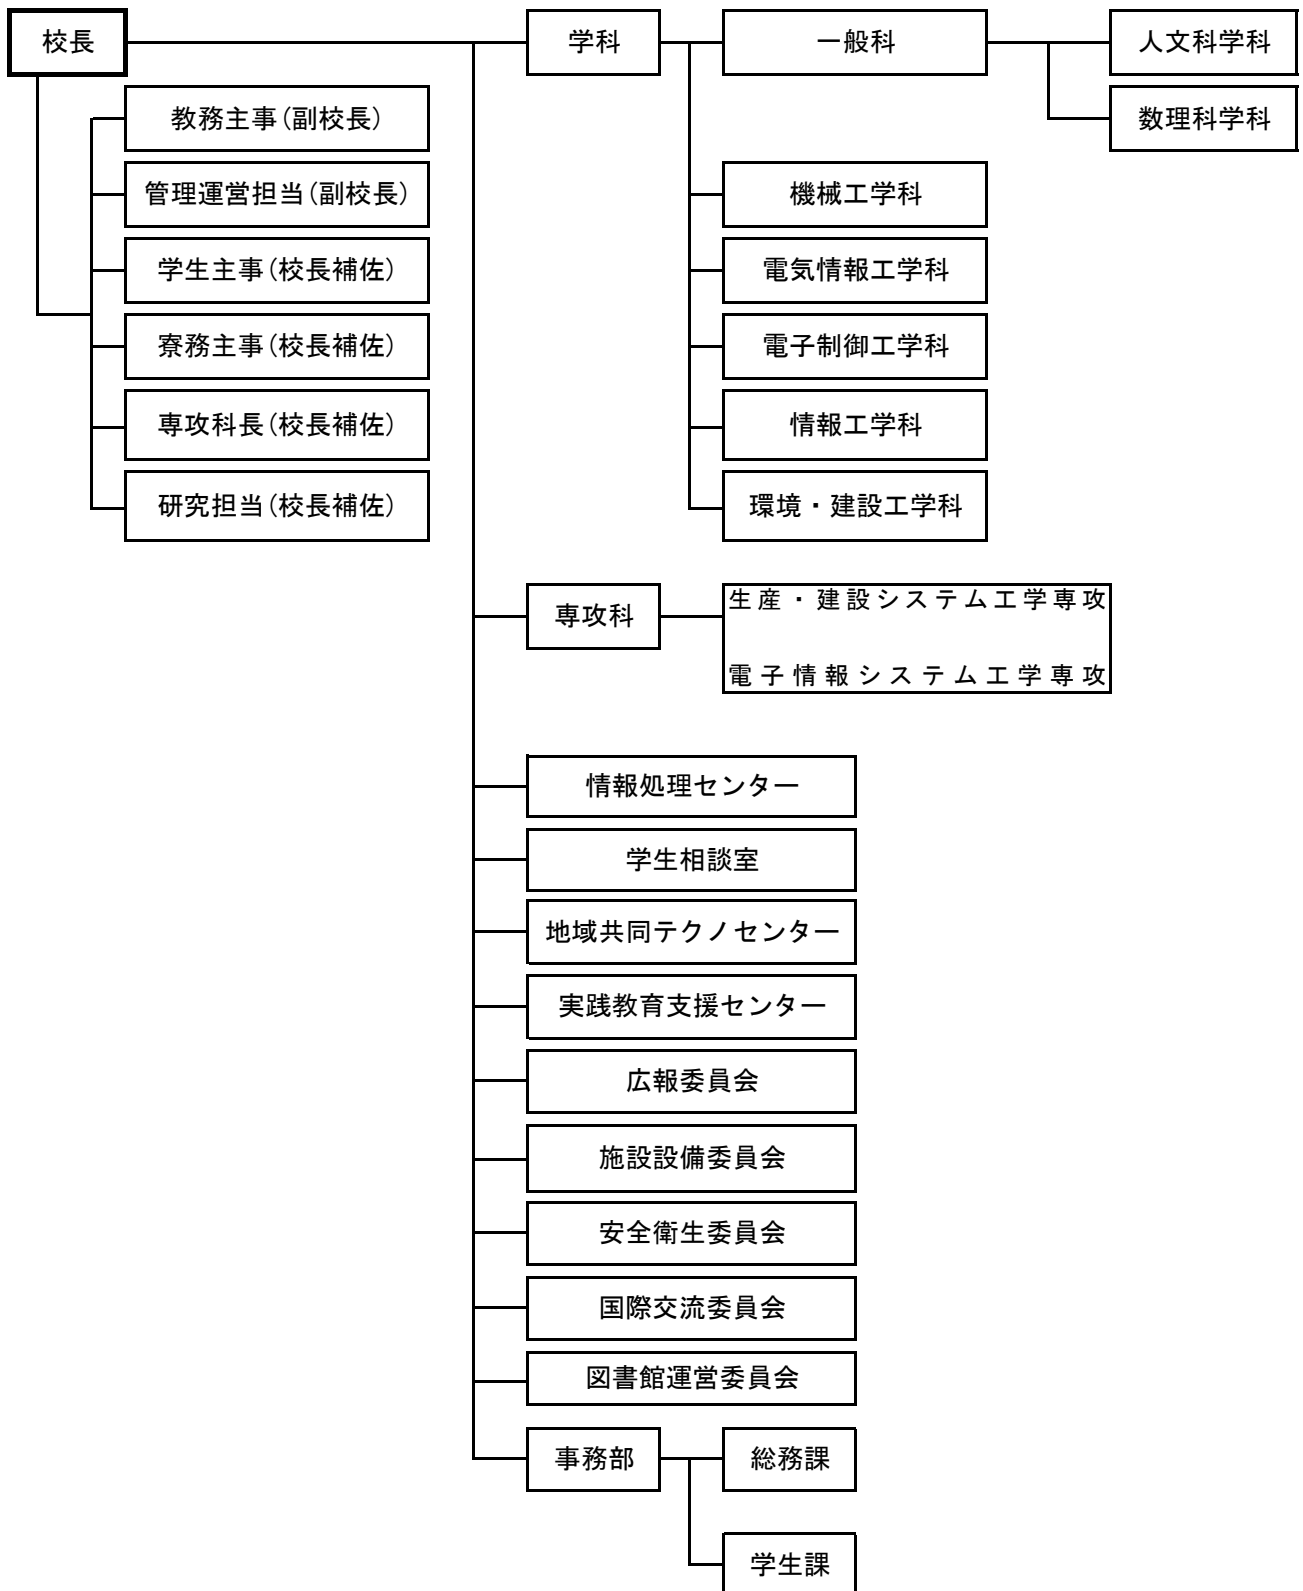 校長
学科
一般科
人文科学科
数理科学科
教務主事(副校長)
管理運営担当(副校長)
学生主事(校長補佐)
寮務主事(校長補佐)
専攻科長(校長補佐)
研究担当(校長補佐)
機械工学科
電気情報工学科
電子制御工学科
情報工学科
環境・建設工学科
専攻科
生産・建設システム工学専攻
電子情報システム工学専攻
情報処理センター
学生相談室
地域共同テクノセンター
実践教育支援センター
広報委員会
施設設備委員会
安全衛生委員会
国際交流委員会
図書館運営委員会
事務部
総務課
学生課